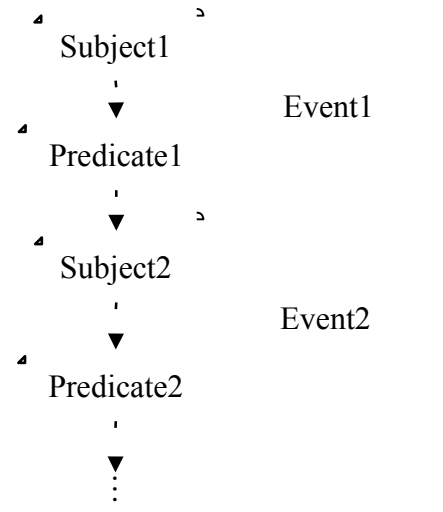 Subject1
Event1
Predicate1
Subject2
Event2
Predicate2